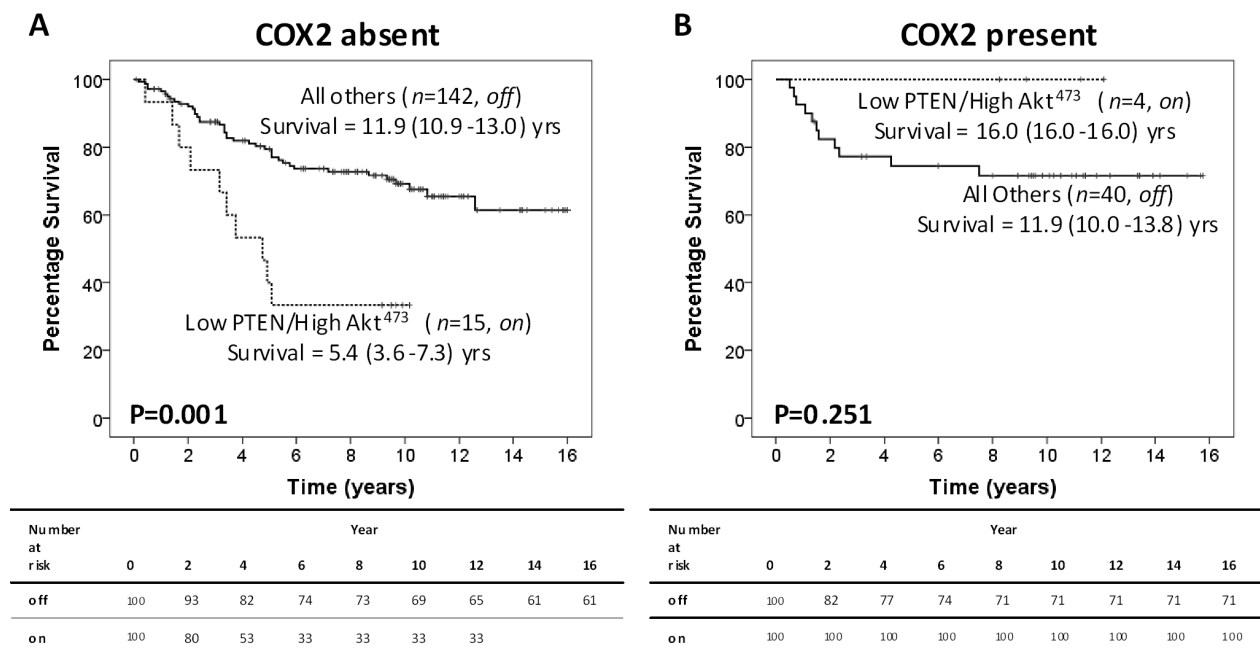 A
COX2 absent
Percentage Survival
100
80
60
40
20
0
All others (n=142, off)
Survival = 11.9 (10.9 -13.0) yrs
Low PTEN/High Akt473 (n=15, on)
Survival = 5.4 (3.6 -7.3) yrs
P=0.001
0 2 4 6 8 10 12 14 16
Time (years)
Number at risk Year
0 2 4 6 8 10 12 14 16
off 100 93 82 74 73 69 65 61 61
on 100 80 53 33 33 33 33
B
COX2 present
Percentage Survival
100
80
60
40
20
0
Low PTEN/High Akt473 (n=4, on)
Survival = 16.0 (16.0 -16.0) yrs
All Others (n=40, off)
Survival = 11.9 (10.0 -13.8) yrs
P=0.251
0 2 4 6 8 10 12 14 16
Time (years)
Number at risk Year
0 2 4 6 8 10 12 14 16
off 100 82 77 74 71 71 71 71 71
on 100 100 100 100 100 100 100 100 100